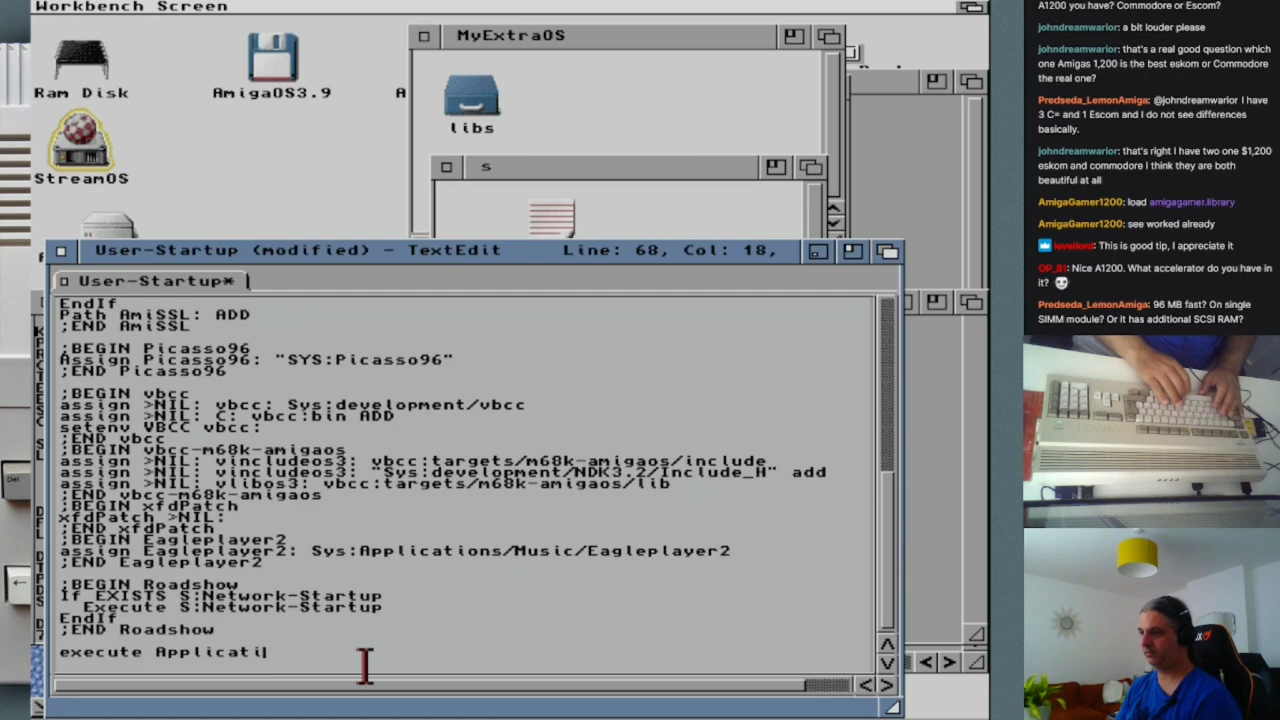 Workbench Screen
Ram Disk
AmigaOS3.9
A
StreamOS
MyExtraOS
libs
s
User-Startup (modified) - TextEdit
Line: 68, Col: 18,
User-Startup*
EndIf
Path AmiSSL: ADD
;END AmiSSL
;BEGIN Picasso96
Assign Picasso96: "SYS:Picasso96"
;END Picasso96
;BEGIN vbcc
assign >NIL: vbcc: Sys:development/vbcc
assign >NIL: C: vbcc:bin ADD
setenv VBCC vbcc:
;END vbcc
;BEGIN vbcc-m68k-amigaos
assign >NIL: vincludeos3: vbcc:targets/m68k-amigaos/include
assign >NIL: vincludeos3: "Sys:development/NDK3.2/Include_H" add
assign >NIL: vlibos3: vbcc:targets/m68k-amigaos/lib
;END vbcc-m68k-amigaos
;BEGIN xfdPatch
xfdPatch >NIL:
;END xfdPatch
;BEGIN Eagleplayer2
assign Eagleplayer2: Sys:Applications/Music/Eagleplayer2
;END Eagleplayer2
;BEGIN Roadshow
If EXISTS S:Network-Startup
Execute S:Network-Startup
EndIf
;END Roadshow
execute Applicati
A1200 you have? Commodore or Escom?
johndreamwarior: a bit louder please
johndreamwarior: that's a real good question which
one Amigas 1,200 is the best eskom or Commodore
the real one?
Predseda_LemonAmiga: @johndreamwarior I have
3 C= and 1 Escom and I do not see differences
basically.
johndreamwarior: that's right I have two one $1,200
eskom and commodore I think they are both
beautiful at all
AmigaGamer1200: load amigagamer.library
AmigaGamer1200: see worked already
: This is good tip, I appreciate it
OP_81: Nice A1200. What accelerator do you have in
it?
Predseda_LemonAmiga: 96 MB fast? On single
SIMM module? Or it has additional SCSI RAM?
Del